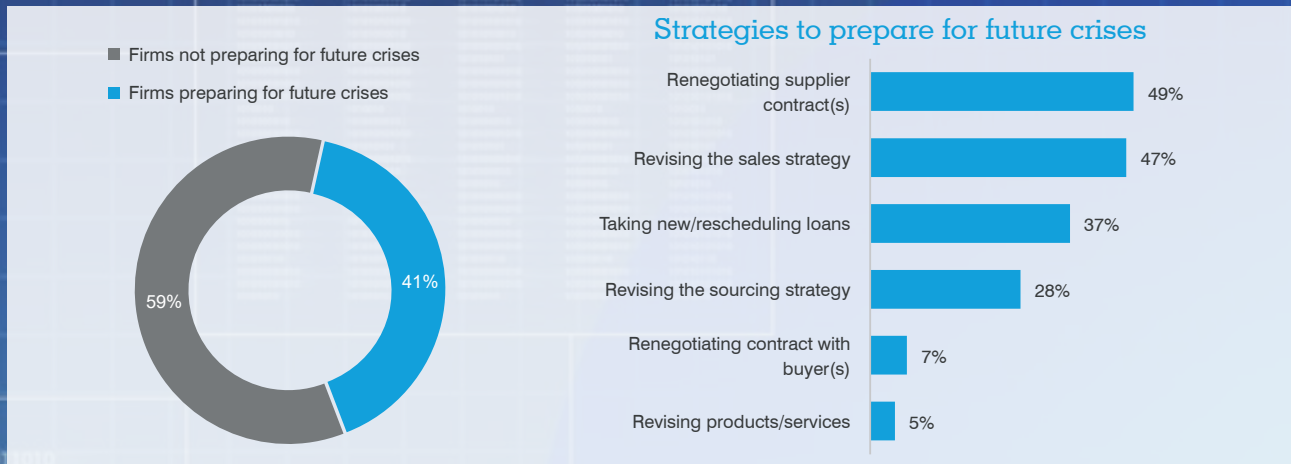 Firms not preparing for future crises
Firms preparing for future crises
59%
41%
Strategies to prepare for future crises
Renegotiating supplier
contract(s)
49%
Revising the sales strategy
47%
Taking new/rescheduling loans
37%
Revising the sourcing strategy
28%
Renegotiating contract with
buyer(s)
7%
Revising products/services
5%